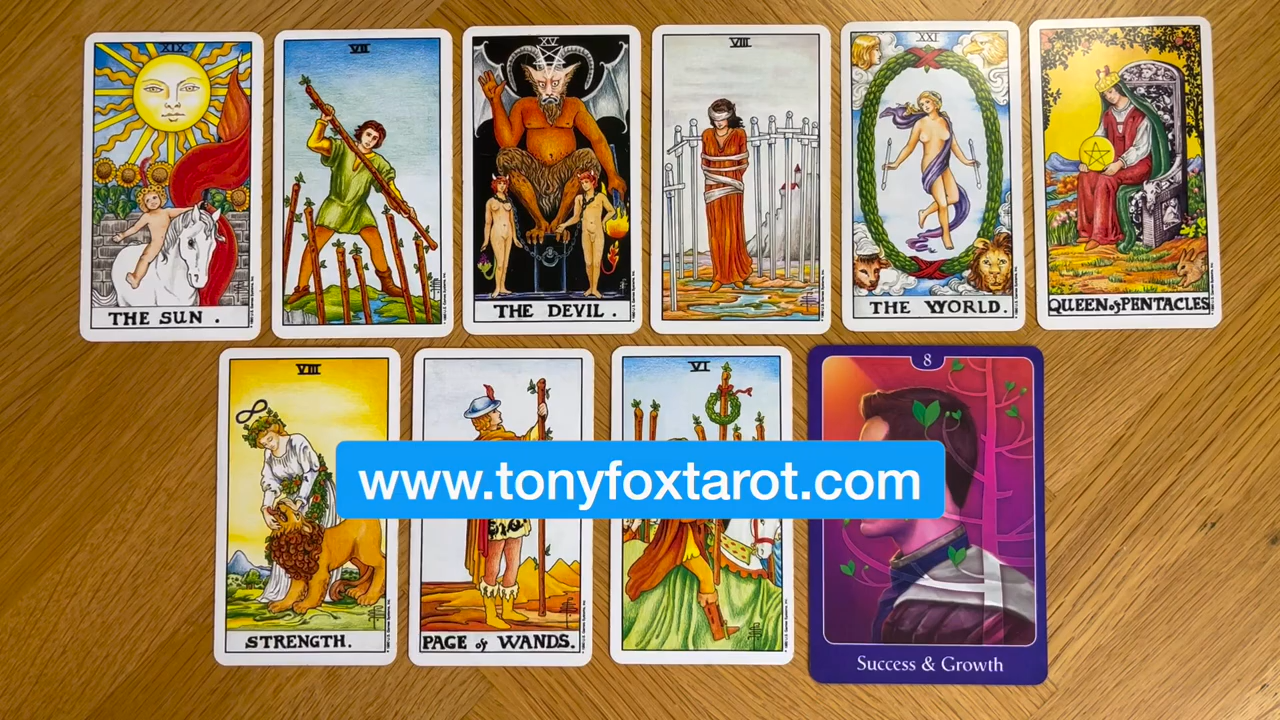 XIX
THE SUN .
VII
XV
THE DEVIL .
VIII
XXI
THE WORLD.
QUEEN of PENTACLES
VIII
STRENGTH.
PAGE of WANDS.
VI
8
Success & Growth
www.tonyfoxtarot.com